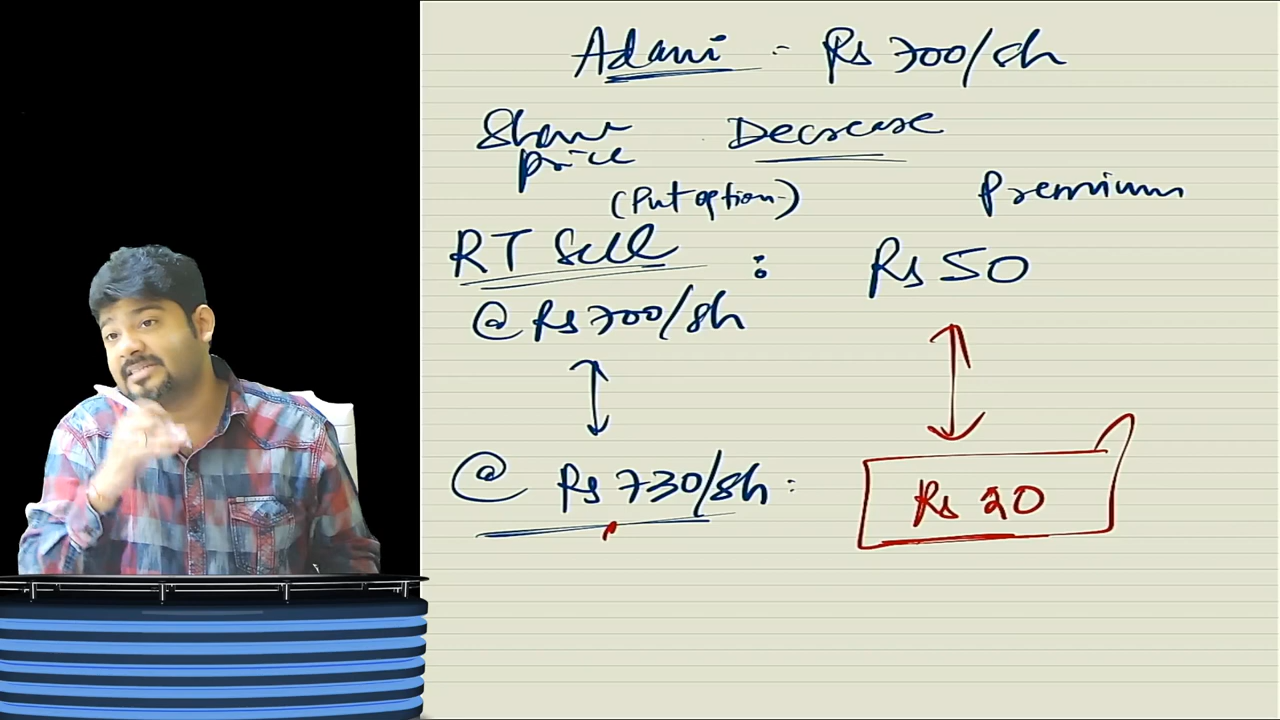 Adani - Rs 700/sh
Share price Decrease
(Put option) Premium
RT Sell : Rs 50
@ Rs 700/sh
@ Rs 730/sh : Rs 20